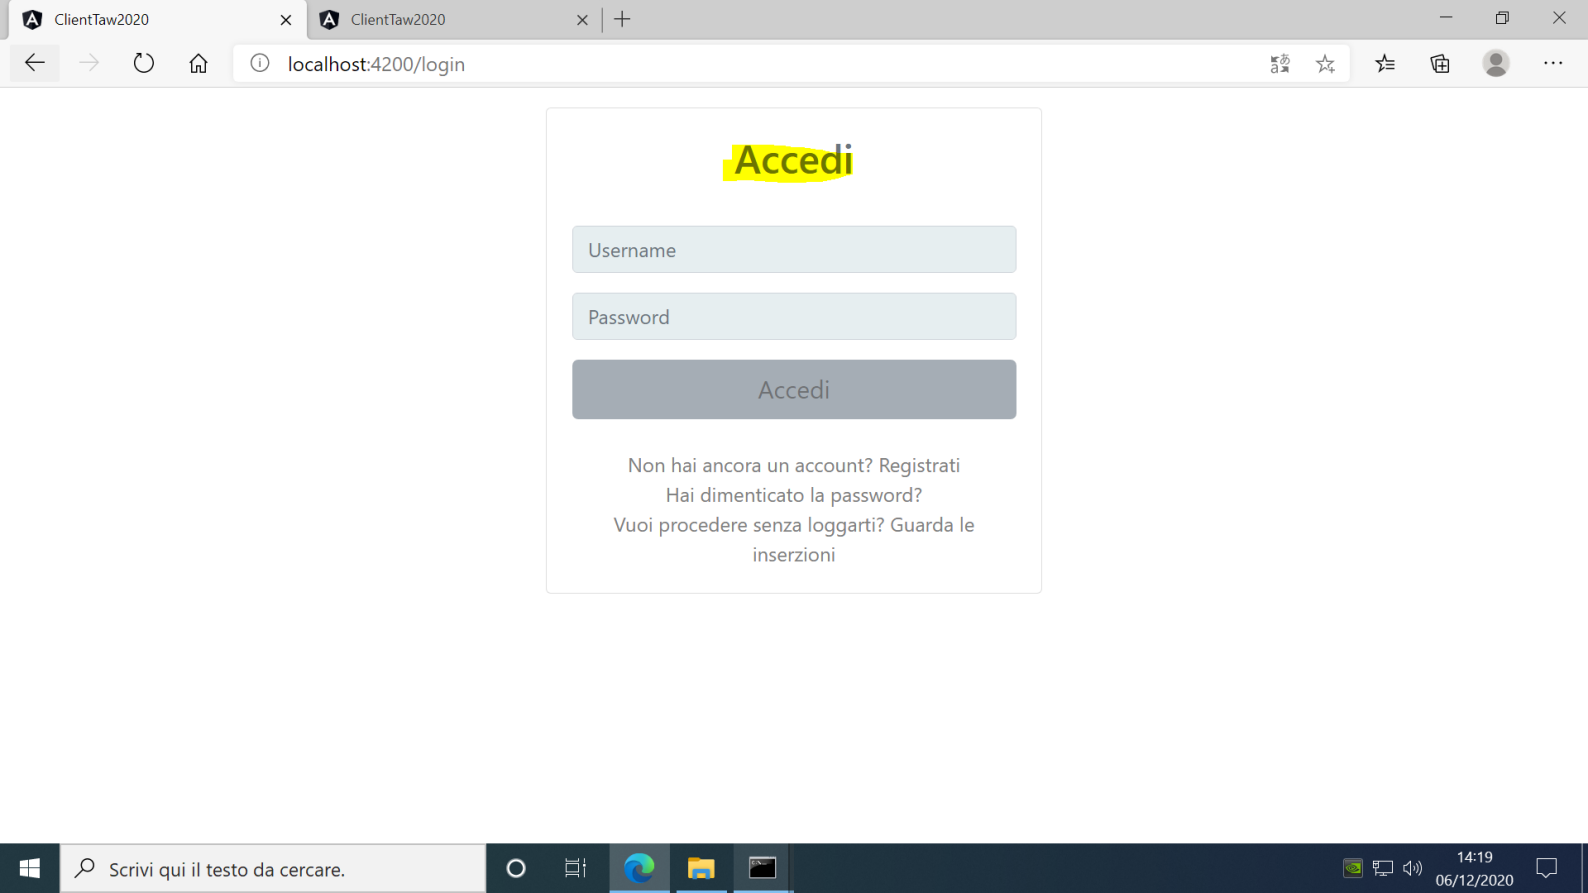 ClientTaw2020
ClientTaw2020
localhost:4200/login
Accedi
Username
Password
Accedi
Non hai ancora un account? Registrati
Hai dimenticato la password?
Vuoi procedere senza loggarti? Guarda le
inserzioni
Scrivi qui il testo da cercare.
14:19
06/12/2020